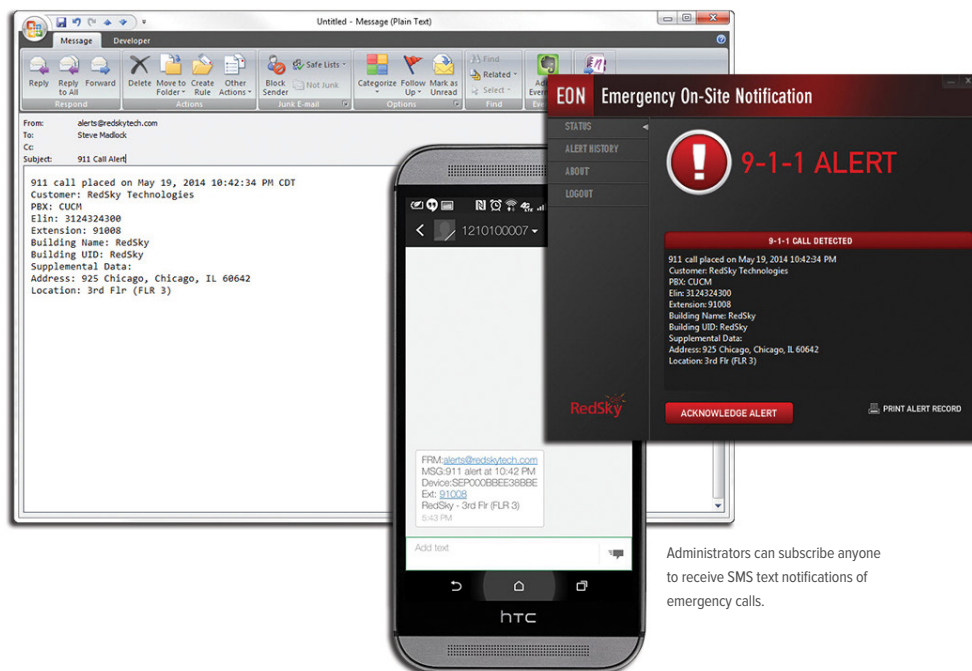 Untitled - Message (Plain Text)
Message Developer
Reply
Reply to All
Forward
Respond
Delete
Move to Folder
Create Rule
Other Actions
Actions
Block Sender
Safe Lists
Not Junk
Junk E-mail
Categorize
Follow Up
Mark as Unread
Options
Find
Related
Select
Find
From: alerts@redskytech.com
To: Steve Madlock
Cc:
Subject: 911 Call Alert
911 call placed on May 19, 2014 10:42:34 PM CDT
Customer: RedSky Technologies
PBX: CUCM
Elin: 3124324300
Extension: 91008
Building Name: RedSky
Building UID: RedSky
Supplemental Data:
Address: 925 Chicago, Chicago, IL 60642
Location: 3rd Flr (FLR 3)
1210100007
FRM:alerts@redskytech.com
MSG:911 alert at 10:42 PM
Device:SEP000BBEE38BBE
Ext: 91008
RedSky - 3rd Flr (FLR 3)
5:43 PM
Add text
hTC
EON Emergency On-Site Notification
STATUS
ALERT HISTORY
ABOUT
LOGOUT
9-1-1 ALERT
9-1-1 CALL DETECTED
911 call placed on May 19, 2014 10:42:34 PM
Customer: RedSky Technologies
PBX: CUCM
Elin: 3124324300
Extension: 91008
Building Name: RedSky
Building UID: RedSky
Supplemental Data:
Address: 925 Chicago, Chicago, IL 60642
Location: 3rd Flr (FLR 3)
RedSky
ACKNOWLEDGE ALERT
PRINT ALERT RECORD
Administrators can subscribe anyone
to receive SMS text notifications of
emergency calls.